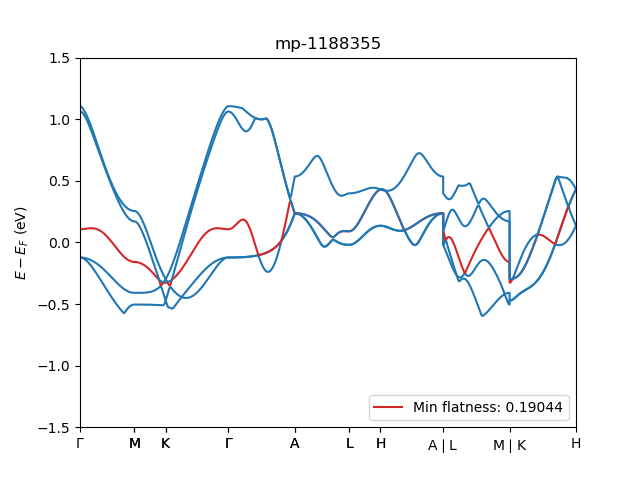 mp-1188355
E − E_F (eV)
1.5
1.0
0.5
0.0
−0.5
−1.0
−1.5
Min flatness: 0.19044
Γ M K Γ A L H A | L M | K H